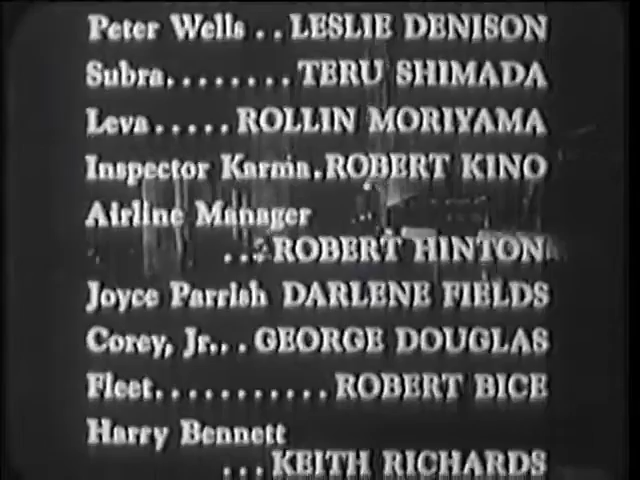 Peter Wells . . LESLIE DENISON
Subra........ TERU SHIMADA
Leva ..... ROLLIN MORIYAMA
Inspector Karma.ROBERT KINO
Airline Manager
...ROBERT HINTON
Joyce Parrish DARLENE FIELDS
Corey, Jr... GEORGE DOUGLAS
Fleet........... ROBERT BICE
Harry Bennett
...KEITH RICHARDS